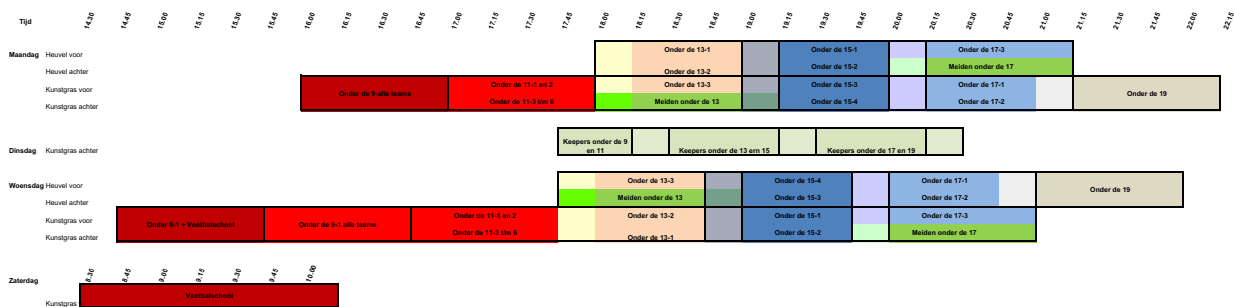 Tijd 14.30 14.45 15.00 15.15 15.30 15.45 16.00 16.15 16.30 16.45 17.00 17.15 17.30 17.45 18.00 18.15 18.30 18.45 19.00 19.15 19.30 19.45 20.00 20.15 20.30 20.45 21.00 21.15 21.30 21.45 22.00 22.15
Maandag Heuvel voor Onder de 13-1 Onder de 15-1 Onder de 17-3
Heuvel achter Onder de 13-2 Onder de 15-2 Meiden onder de 17
Kunstgras voor Onder de 9-alle teams Onder de 11-1 en 2 Onder de 13-3 Onder de 15-3 Onder de 17-1 Onder de 19
Kunstgras achter Onder de 11-3 t/m 6 Meiden onder de 13 Onder de 15-4 Onder de 17-2
Keepers onder de 9
Dinsdag Kunstgras achter en 11 Keepers onder de 13 ern 15 Keepers onder de 17 en 19
Woensdag Heuvel voor Onder de 13-3 Onder de 15-4 Onder de 17-1 Onder de 19
Heuvel achter Meiden onder de 13 Onder de 15-3 Onder de 17-2
Kunstgras voor Onder 9-1 + Voetbalschool Onder de 9-1 alle teams Onder de 11-1 en 2 Onder de 13-2 Onder de 15-1 Onder de 17-3
Kunstgras achter Onder de 11-3 t/m 6 Onder de 13-1 Onder de 15-2 Meiden onder de 17
Zaterdag 8.30 8.45 9.00 9.15 9.30 9.45 10.00
Kunstgras Voetbalschool